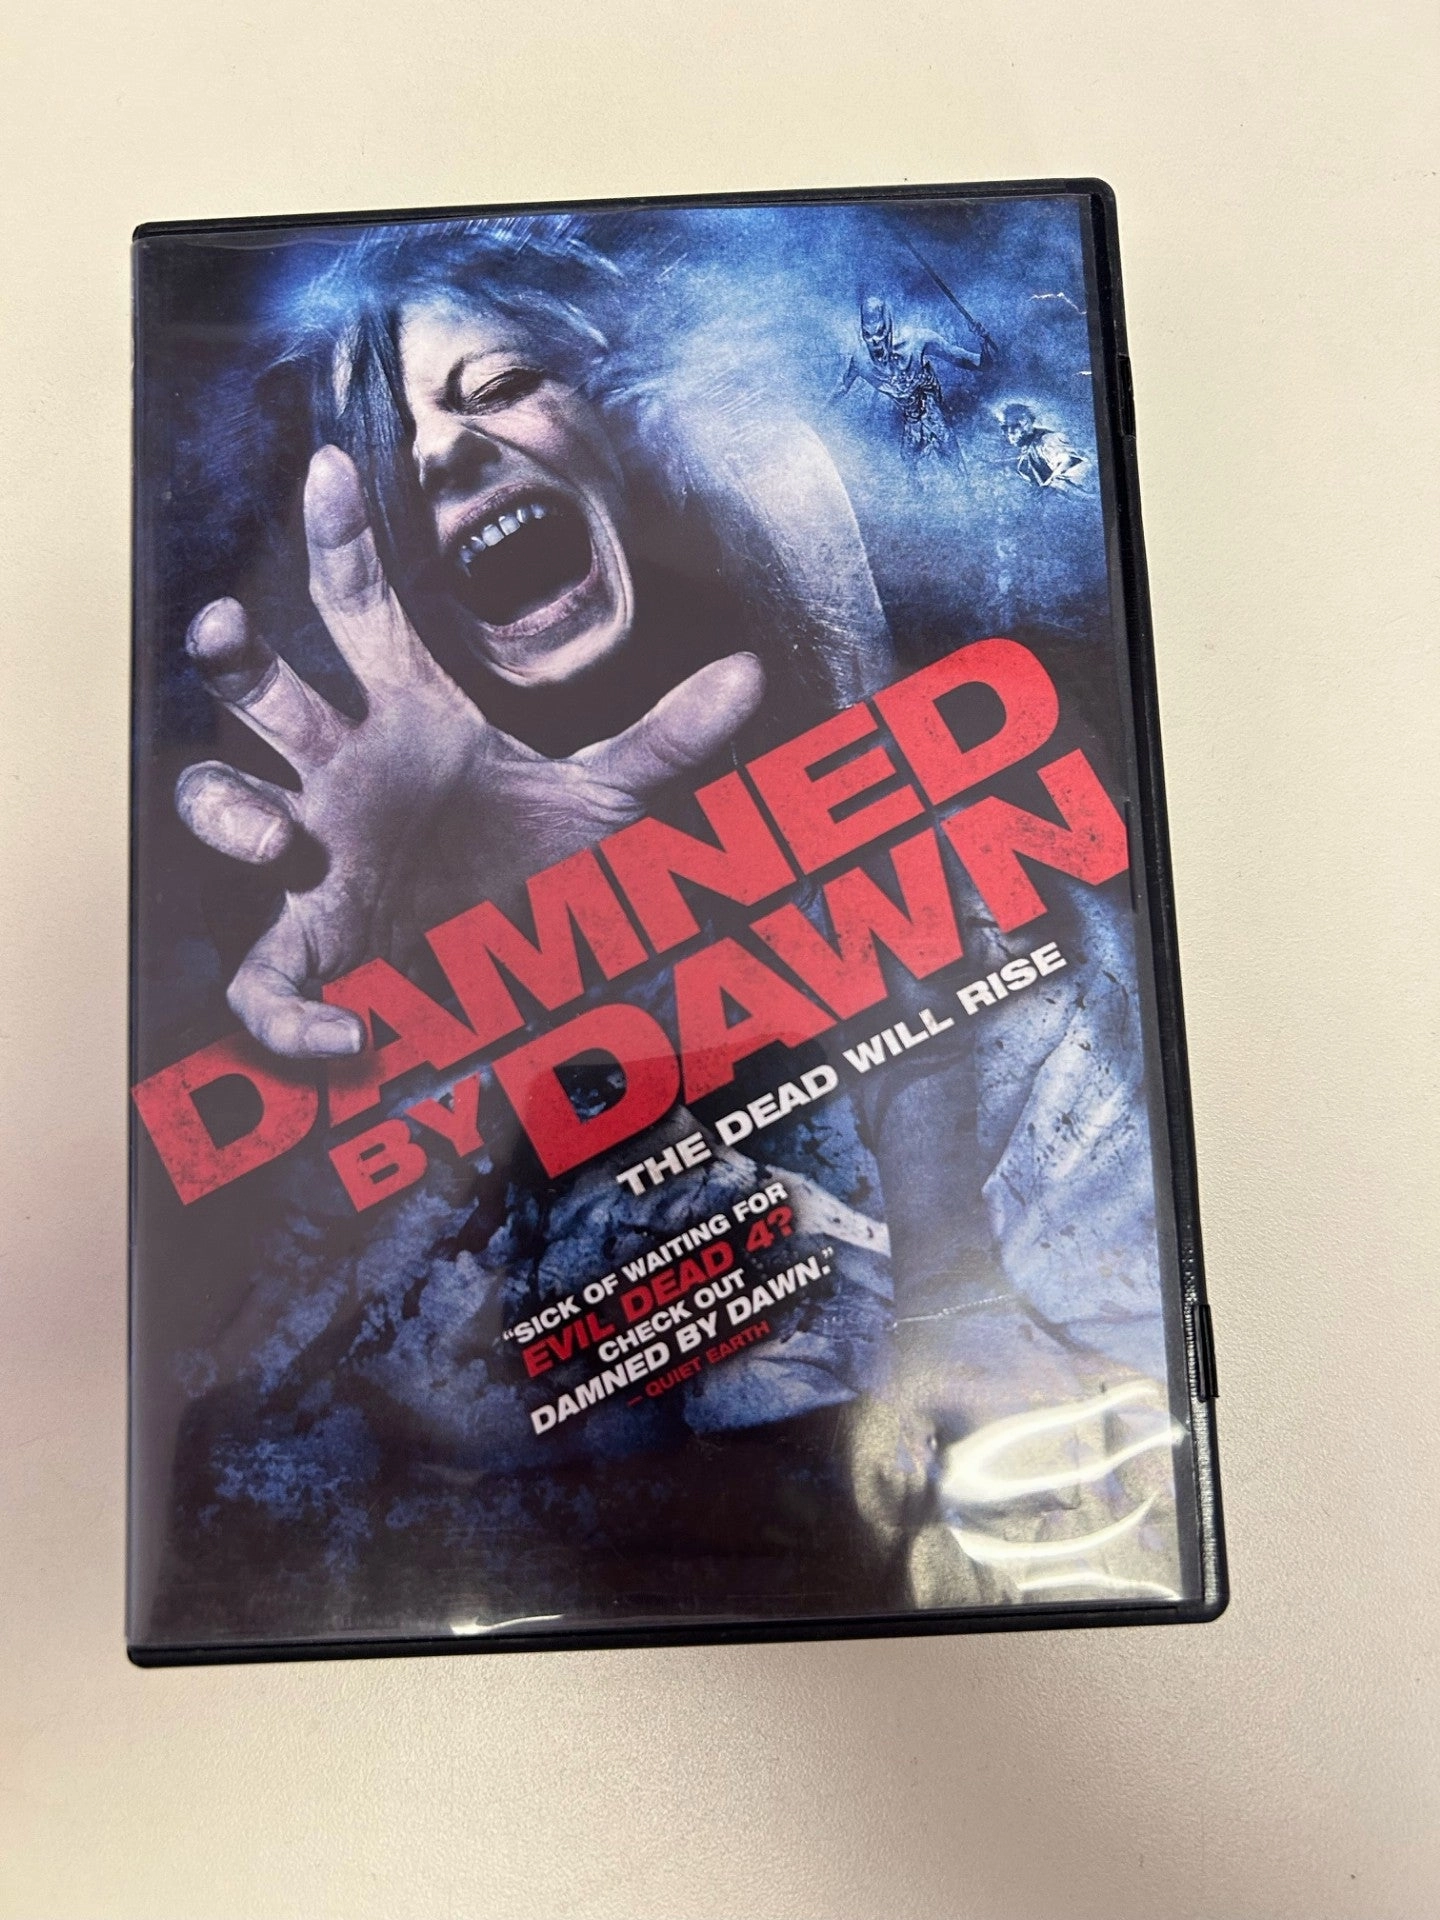 DAMNED
BY DAWN
THE DEAD WILL RISE
“SICK OF WAITING FOR
EVIL DEAD 4?
CHECK OUT
DAMNED BY DAWN.”
– QUIET EARTH